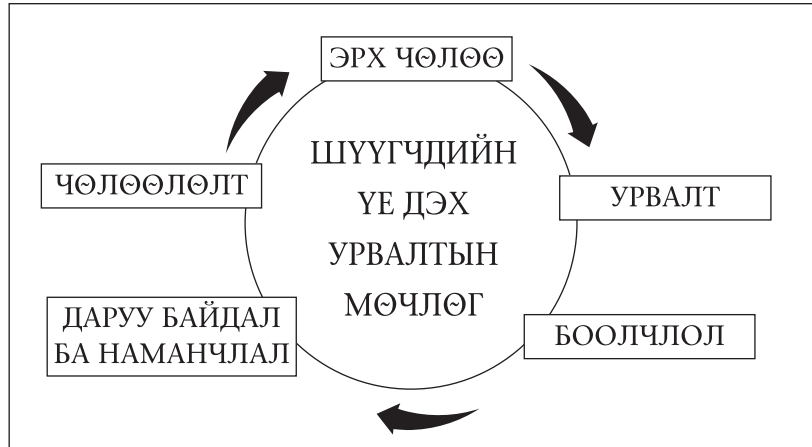 ЭРХ ЧӨЛӨӨ
ШҮҮГЧДИЙН
ҮЕ ДЭХ
УРВАЛТЫН
МӨЧЛӨГ
УРВАЛТ
БООЛЧЛОЛ
ДАРУУ БАЙДАЛ
БА НАМАНЧЛАЛ
ЧӨЛӨӨЛӨЛТ